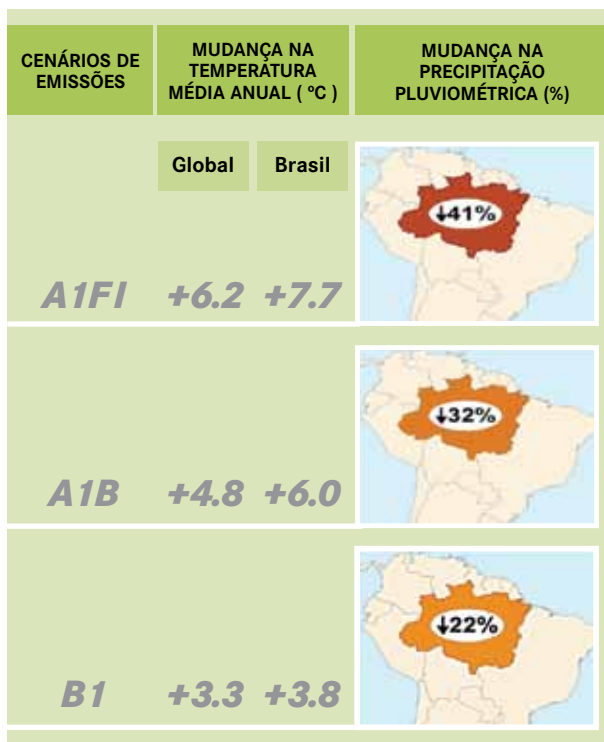 CENÁRIOS DE
EMISSÕES
MUDANÇA NA
TEMPERATURA
MÉDIA ANUAL ( ºC )
MUDANÇA NA
PRECIPITAÇÃO
PLUVIOMÉTRICA (%)
Global Brasil
↓41%
A1FI +6.2 +7.7
↓32%
A1B +4.8 +6.0
↓22%
B1 +3.3 +3.8